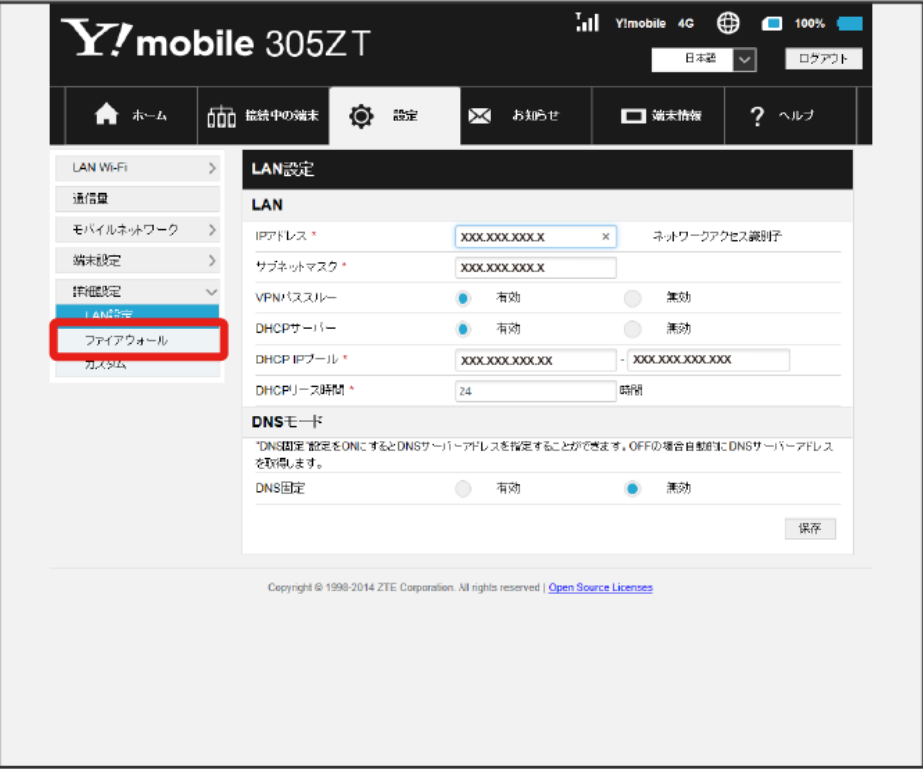 Y!mobile 305ZT
Y!mobile 4G 100%
日本語 ログアウト
ホーム 接続中の端末 設定 お知らせ 端末情報 ? ヘルプ
LAN Wi-Fi
通信量
モバイルネットワーク
端末設定
詳細設定
LAN設定
ファイアウォール
カスタム
LAN設定
LAN
IPアドレス * XXX.XXX.XXX.X × ネットワークアクセス識別子
サブネットマスク * XXX.XXX.XXX.X
VPNパススルー 有効 無効
DHCPサーバー 有効 無効
DHCP IPプール * XXX.XXX.XXX.XX - XXX.XXX.XXX.XXX
DHCPリース時間 * 24 時間
DNSモード
"DNS固定"設定をONにするとDNSサーバーアドレスを指定することができます。OFFの場合自動的にDNSサーバーアドレス
を取得します。
DNS固定 有効 無効
保存
Copyright © 1998-2014 ZTE Corporation. All rights reserved | Open Source Licenses